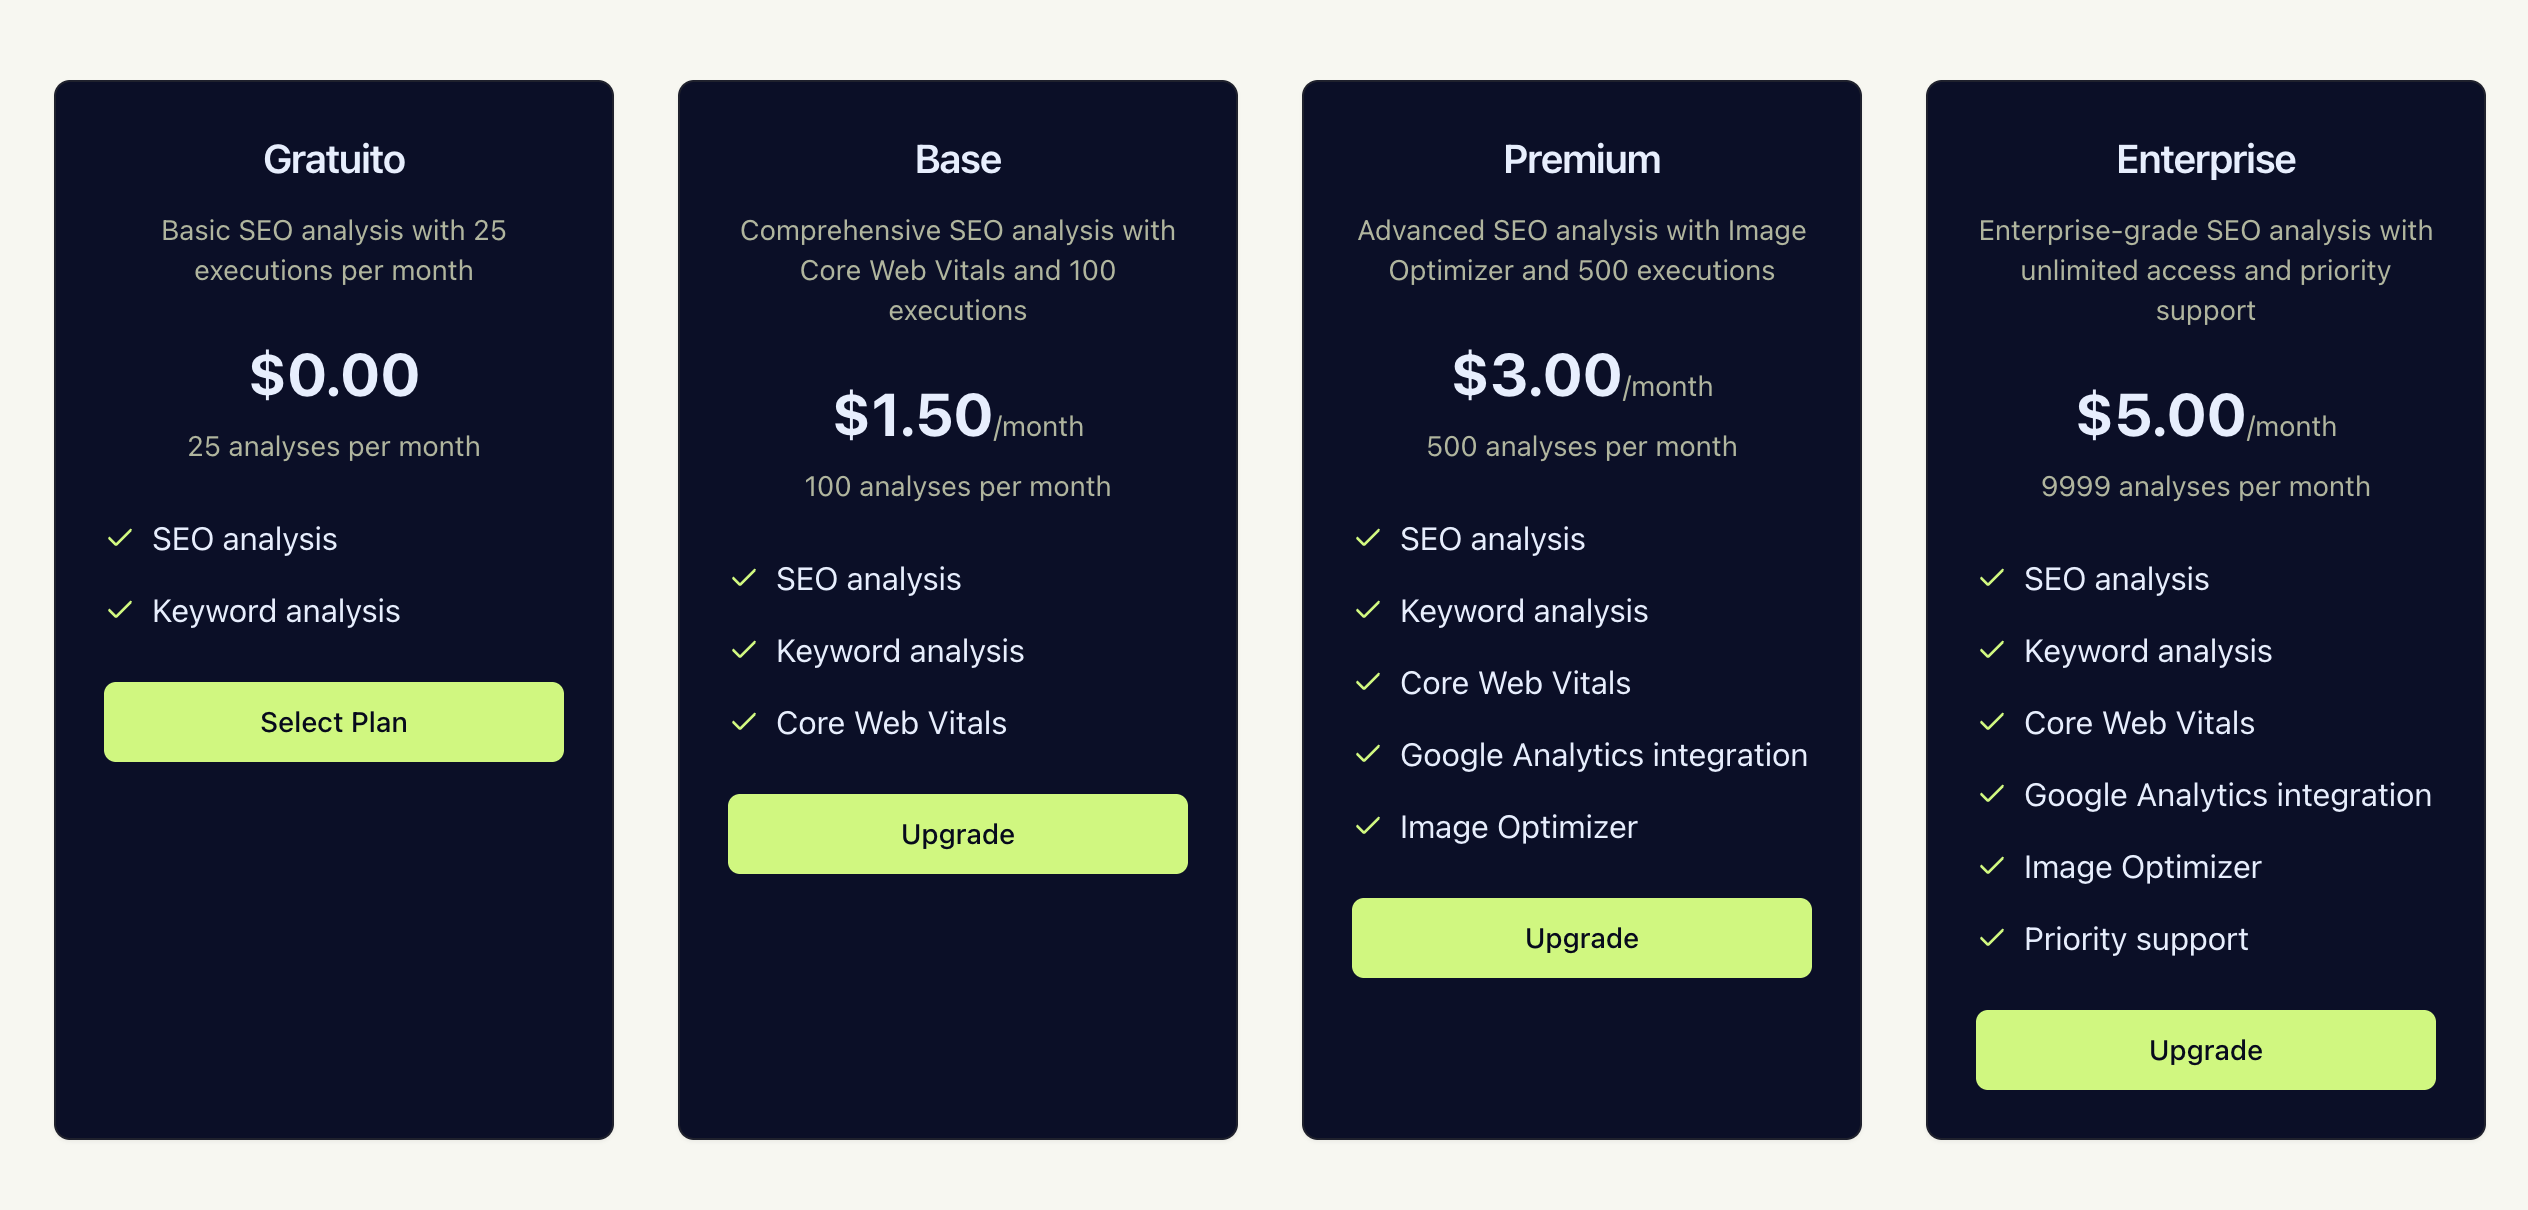 Gratuito
Basic SEO analysis with 25
executions per month
$0.00
25 analyses per month
SEO analysis
Keyword analysis
Select Plan
Base
Comprehensive SEO analysis with
Core Web Vitals and 100
executions
$1.50/month
100 analyses per month
SEO analysis
Keyword analysis
Core Web Vitals
Upgrade
Premium
Advanced SEO analysis with Image
Optimizer and 500 executions
$3.00/month
500 analyses per month
SEO analysis
Keyword analysis
Core Web Vitals
Google Analytics integration
Image Optimizer
Upgrade
Enterprise
Enterprise-grade SEO analysis with
unlimited access and priority
support
$5.00/month
9999 analyses per month
SEO analysis
Keyword analysis
Core Web Vitals
Google Analytics integration
Image Optimizer
Priority support
Upgrade